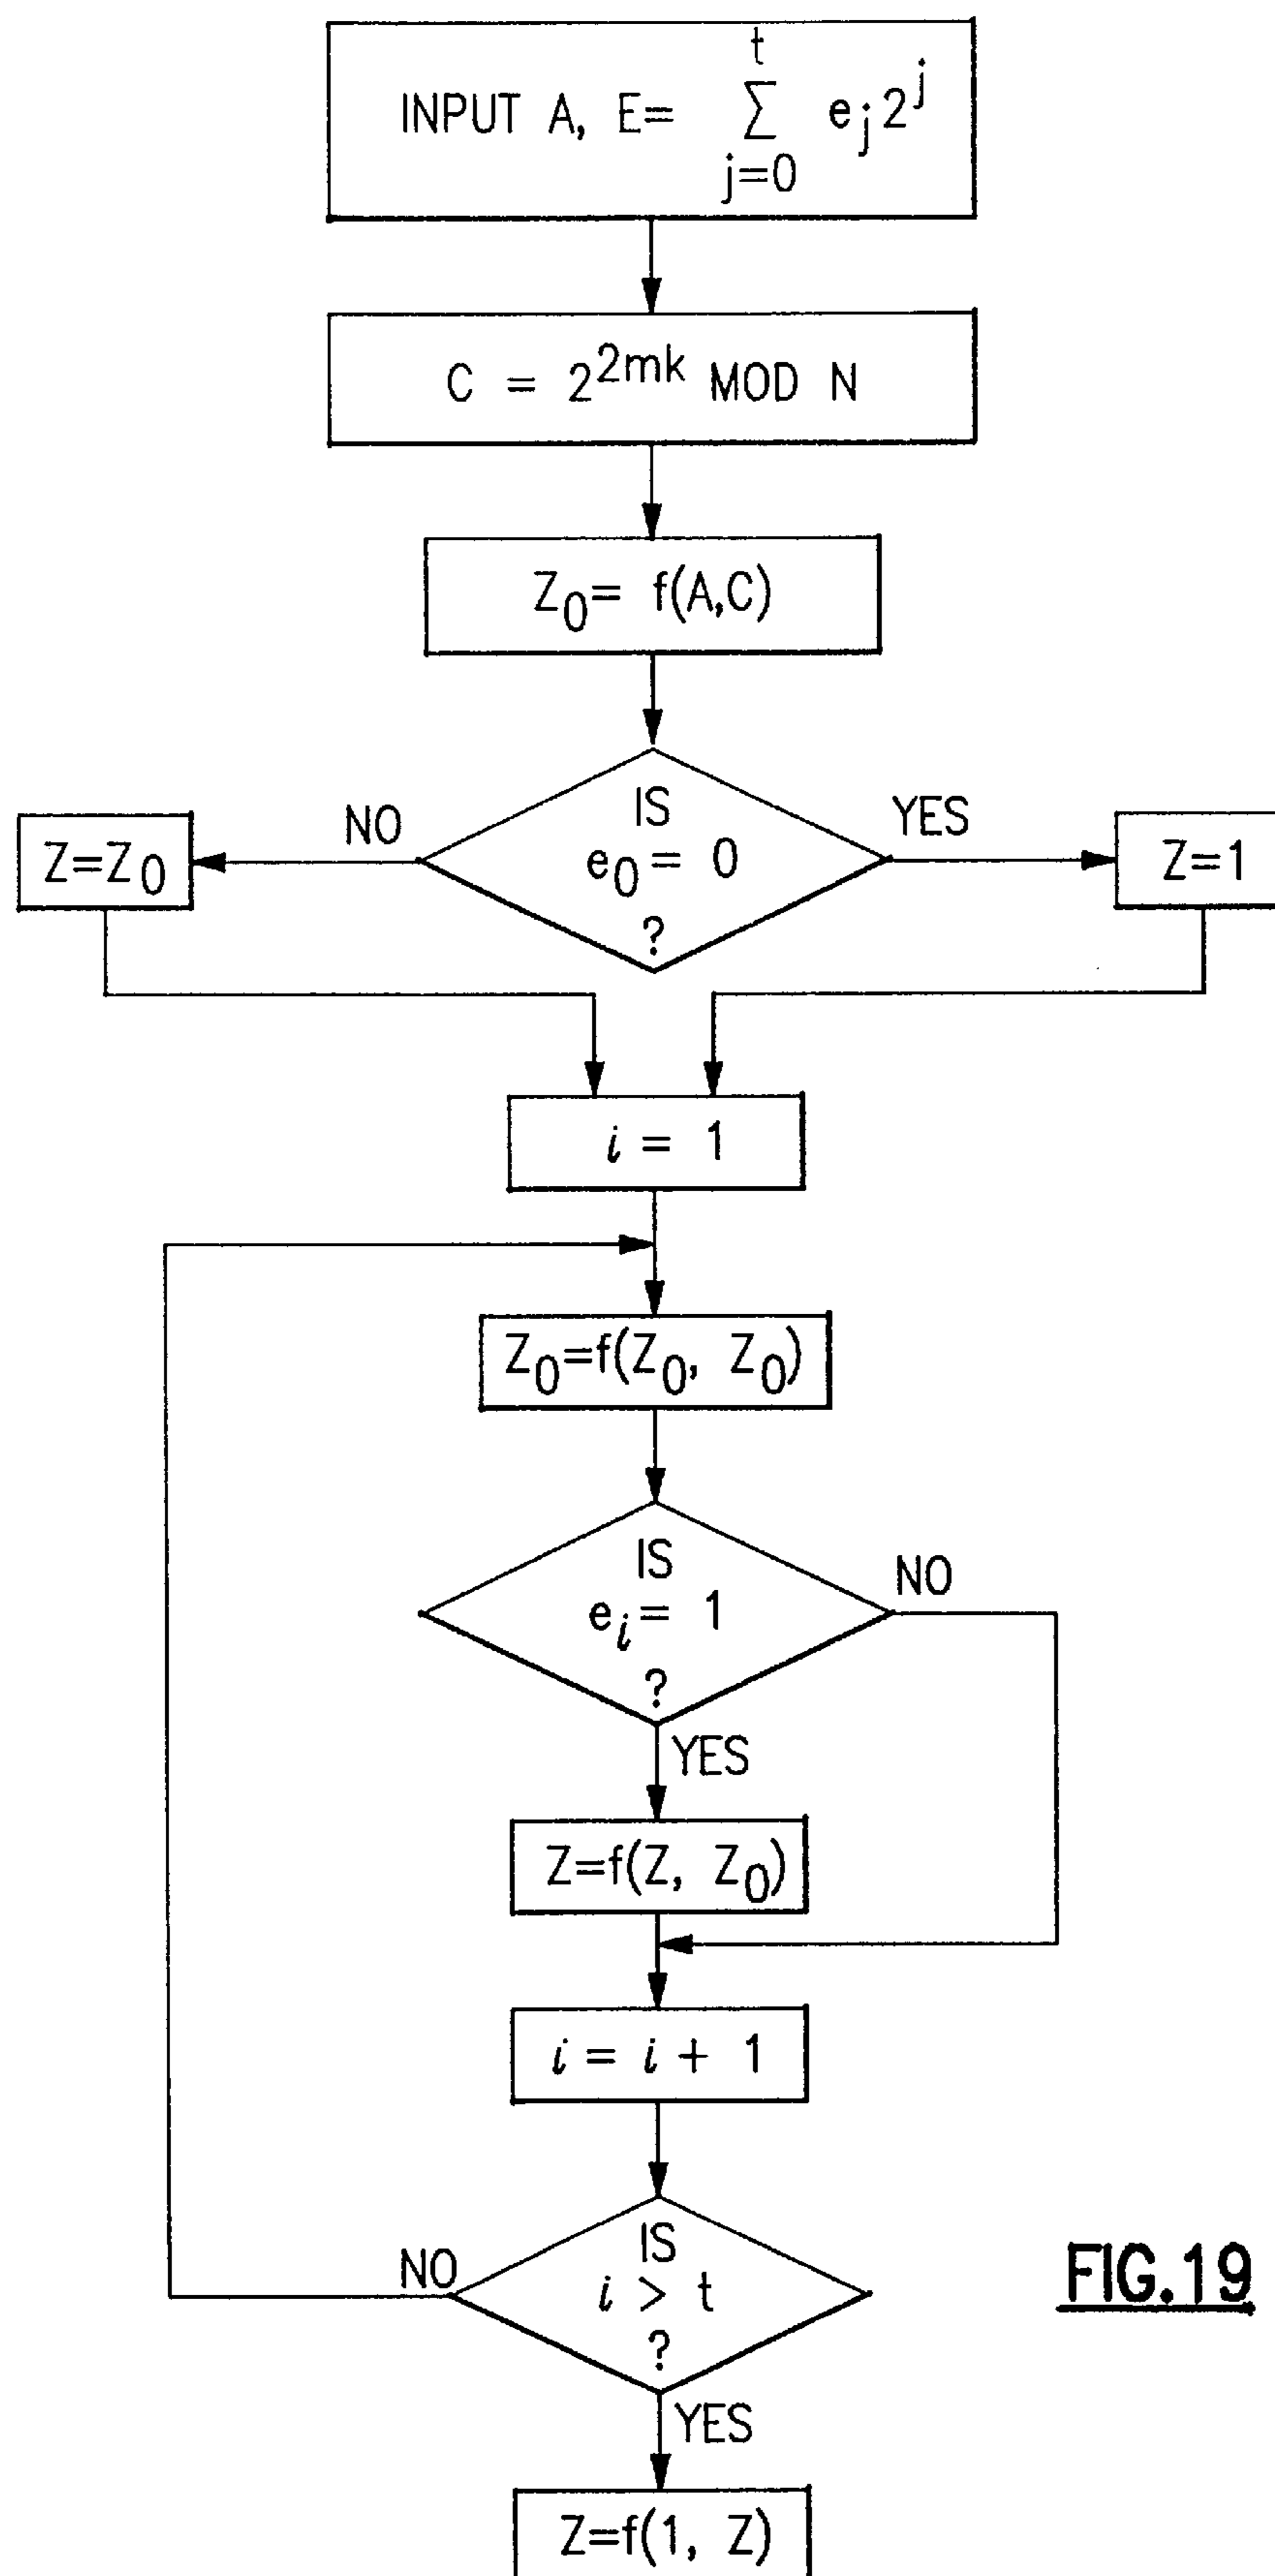 t
INPUT A, E= ∑ e_j 2^j
j=0
C = 2^{2mk} MOD N
Z_0= f(A,C)
IS
NO
YES
Z=Z_0
e_0= 0
Z=1
?
i = 1
Z_0=f(Z_0, Z_0)
IS
NO
e_i= 1
?
YES
Z=f(Z, Z_0)
i = i + 1
IS
NO
i > t
FIG.19
?
YES
Z=f(1, Z)